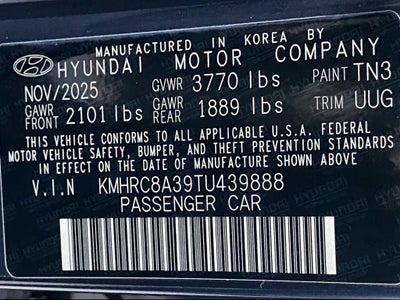 MANUFACTURED IN KOREA BY
HYUNDAI MOTOR COMPANY
NOV/2025 GVWR 3770 lbs PAINT TN3
GAWR FRONT 2101 lbs GAWR REAR 1889 lbs TRIM UUG
THIS VEHICLE CONFORMS TO ALL APPLICABLE U.S.A. FEDERAL
MOTOR VEHICLE SAFETY, BUMPER, AND THEFT PREVENTION STANDARDS
IN EFFECT ON THE DATE OF MANUFACTURE SHOWN ABOVE.
V.I.N KMHRC8A39TU439888
PASSENGER CAR